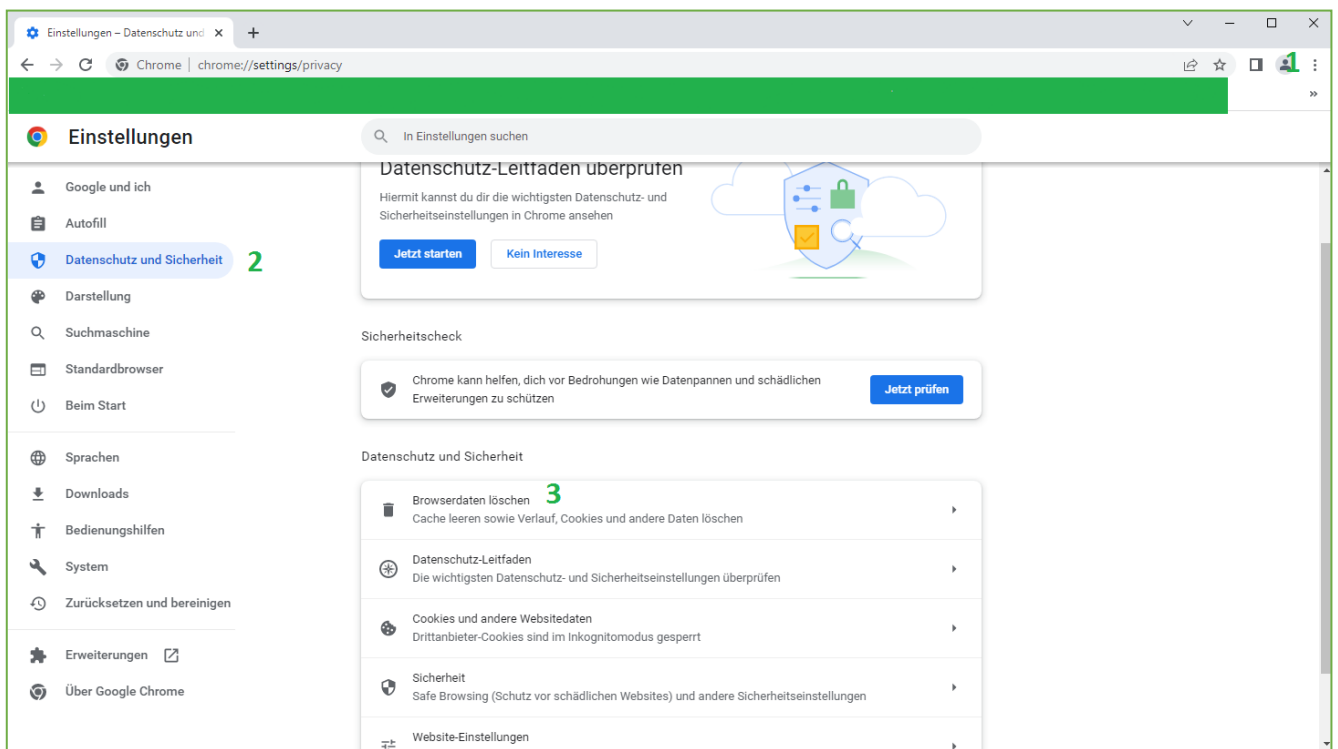 Einstellungen – Datenschutz und
Chrome | chrome://settings/privacy
1
Einstellungen
In Einstellungen suchen
Google und ich
Autofill
Datenschutz und Sicherheit 2
Darstellung
Suchmaschine
Standardbrowser
Beim Start
Sprachen
Downloads
Bedienungshilfen
System
Zurücksetzen und bereinigen
Erweiterungen
Über Google Chrome
Datenschutz-Leitfaden überprüfen
Hiermit kannst du dir die wichtigsten Datenschutz- und
Sicherheitseinstellungen in Chrome ansehen
Jetzt starten Kein Interesse
Sicherheitscheck
Chrome kann helfen, dich vor Bedrohungen wie Datenpannen und schädlichen
Erweiterungen zu schützen
Jetzt prüfen
Datenschutz und Sicherheit
Browserdaten löschen 3
Cache leeren sowie Verlauf, Cookies und andere Daten löschen
Datenschutz-Leitfaden
Die wichtigsten Datenschutz- und Sicherheitseinstellungen überprüfen
Cookies und andere Websitedaten
Drittanbieter-Cookies sind im Inkognitomodus gesperrt
Sicherheit
Safe Browsing (Schutz vor schädlichen Websites) und andere Sicherheitseinstellungen
Website-Einstellungen